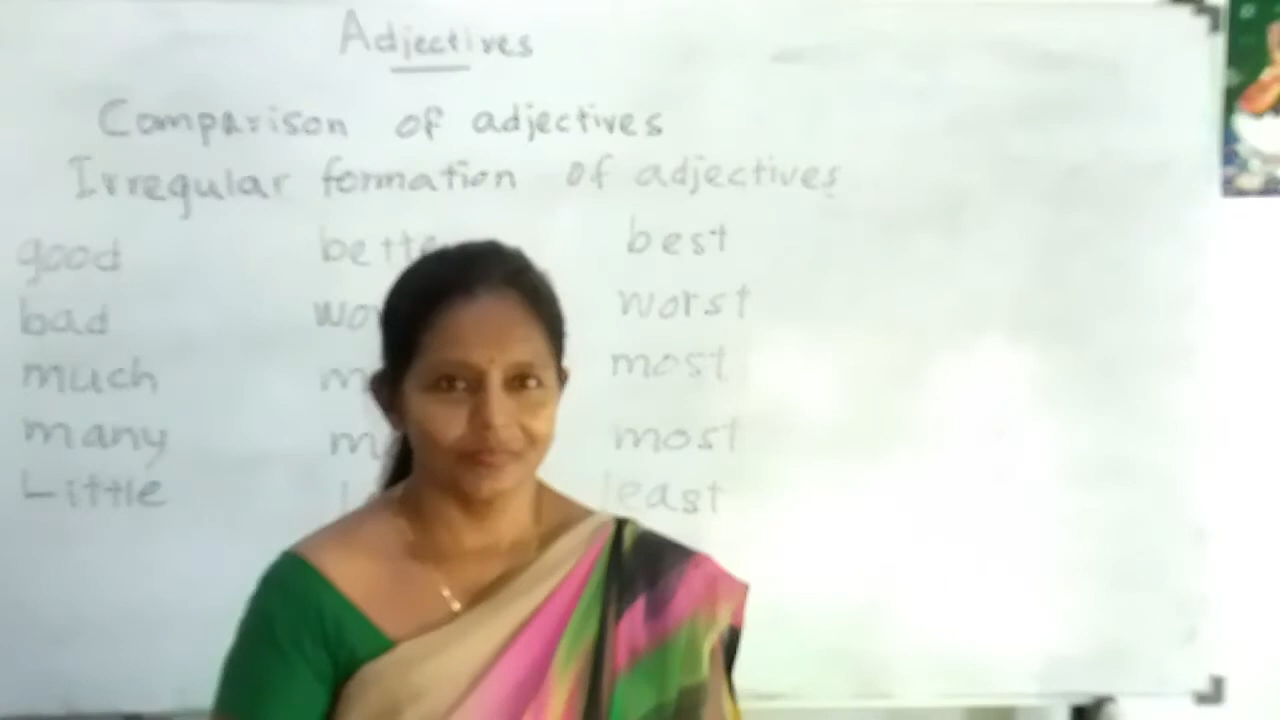 Adjectives
Comparison of adjectives
Irregular formation of adjectives
good best
bad worst
much most
many most
Little least